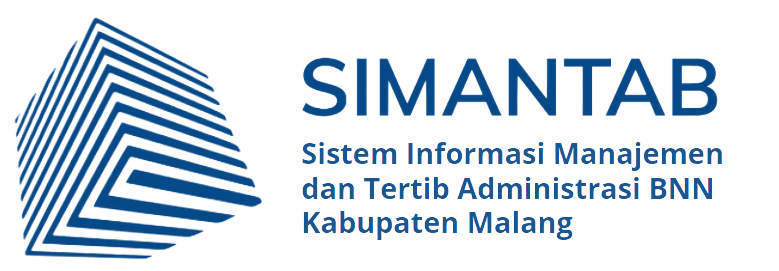 SIMANTAB
Sistem Informasi Manajemen
dan Tertib Administrasi BNN
Kabupaten Malang